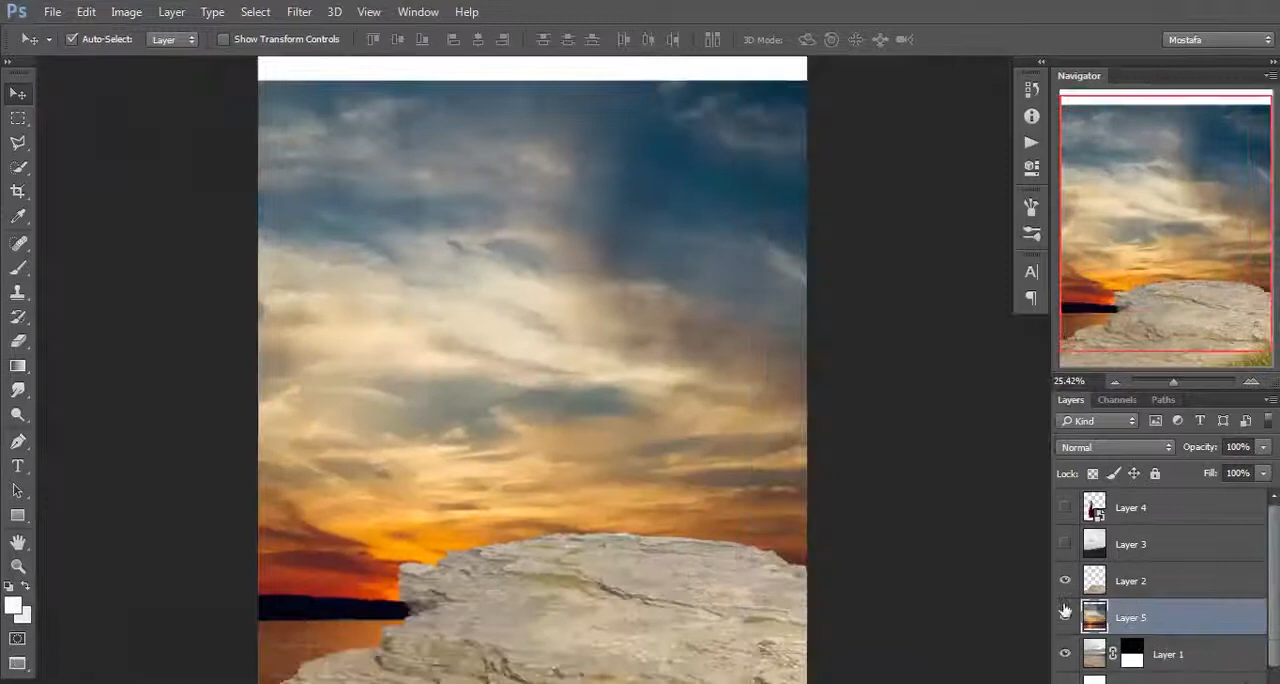 Ps File Edit Image Layer Type Select Filter 3D View Window Help
Auto-Select: Layer Show Transform Controls 3D Mode: Mostafa
Navigator
25.42%
Layers Channels Paths
Kind T
Normal Opacity: 100%
Lock: Fill: 100%
Layer 4
Layer 3
Layer 2
Layer 5
Layer 1